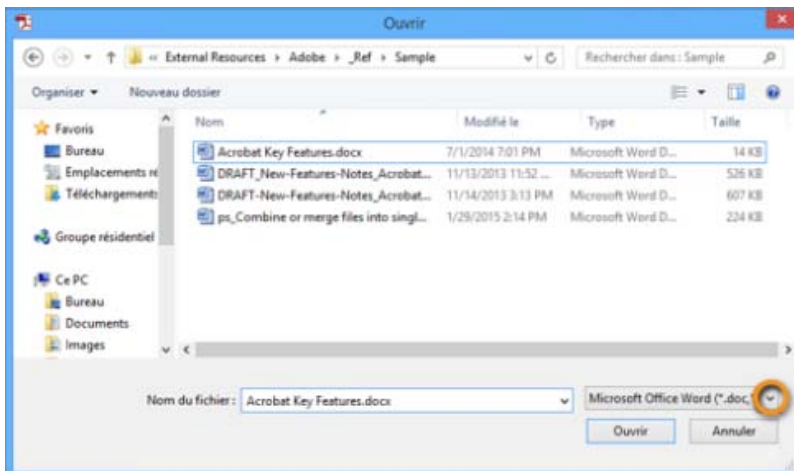 Ouvrir
« External Resources › Adobe › _Ref › Sample
Rechercher dans : Sample
Organiser Nouveau dossier
Nom Modifié le Type Taille
Favoris
Bureau
Emplacements ré
Téléchargements
Groupe résidentiel
Ce PC
Bureau
Documents
Images
Acrobat Key Features.docx 7/1/2014 7:01 PM Microsoft Word D... 14 KB
DRAFT_New-Features-Notes_Acrobat... 11/13/2013 11:52 ... Microsoft Word D... 526 KB
DRAFT-New-Features-Notes_Acrobat... 11/14/2013 3:13 PM Microsoft Word D... 607 KB
ps_Combine or merge files into singl... 1/29/2015 2:14 PM Microsoft Word D... 224 KB
Nom du fichier : Acrobat Key Features.docx Microsoft Office Word (*.doc,*
Ouvrir Annuler